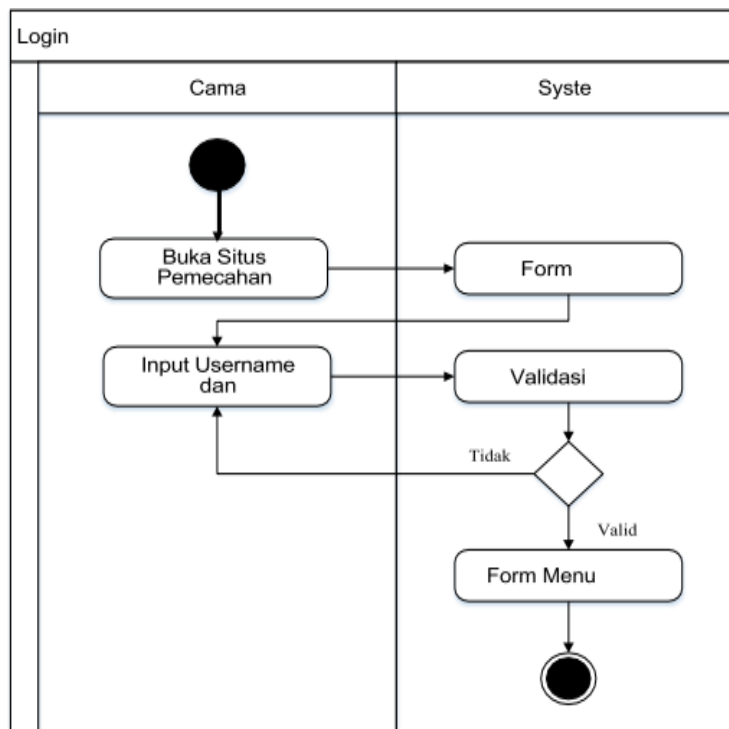 Login
Cama
Syste
Buka Situs
Pemecahan
Form
Input Username
dan
Validasi
Tidak
Valid
Form Menu